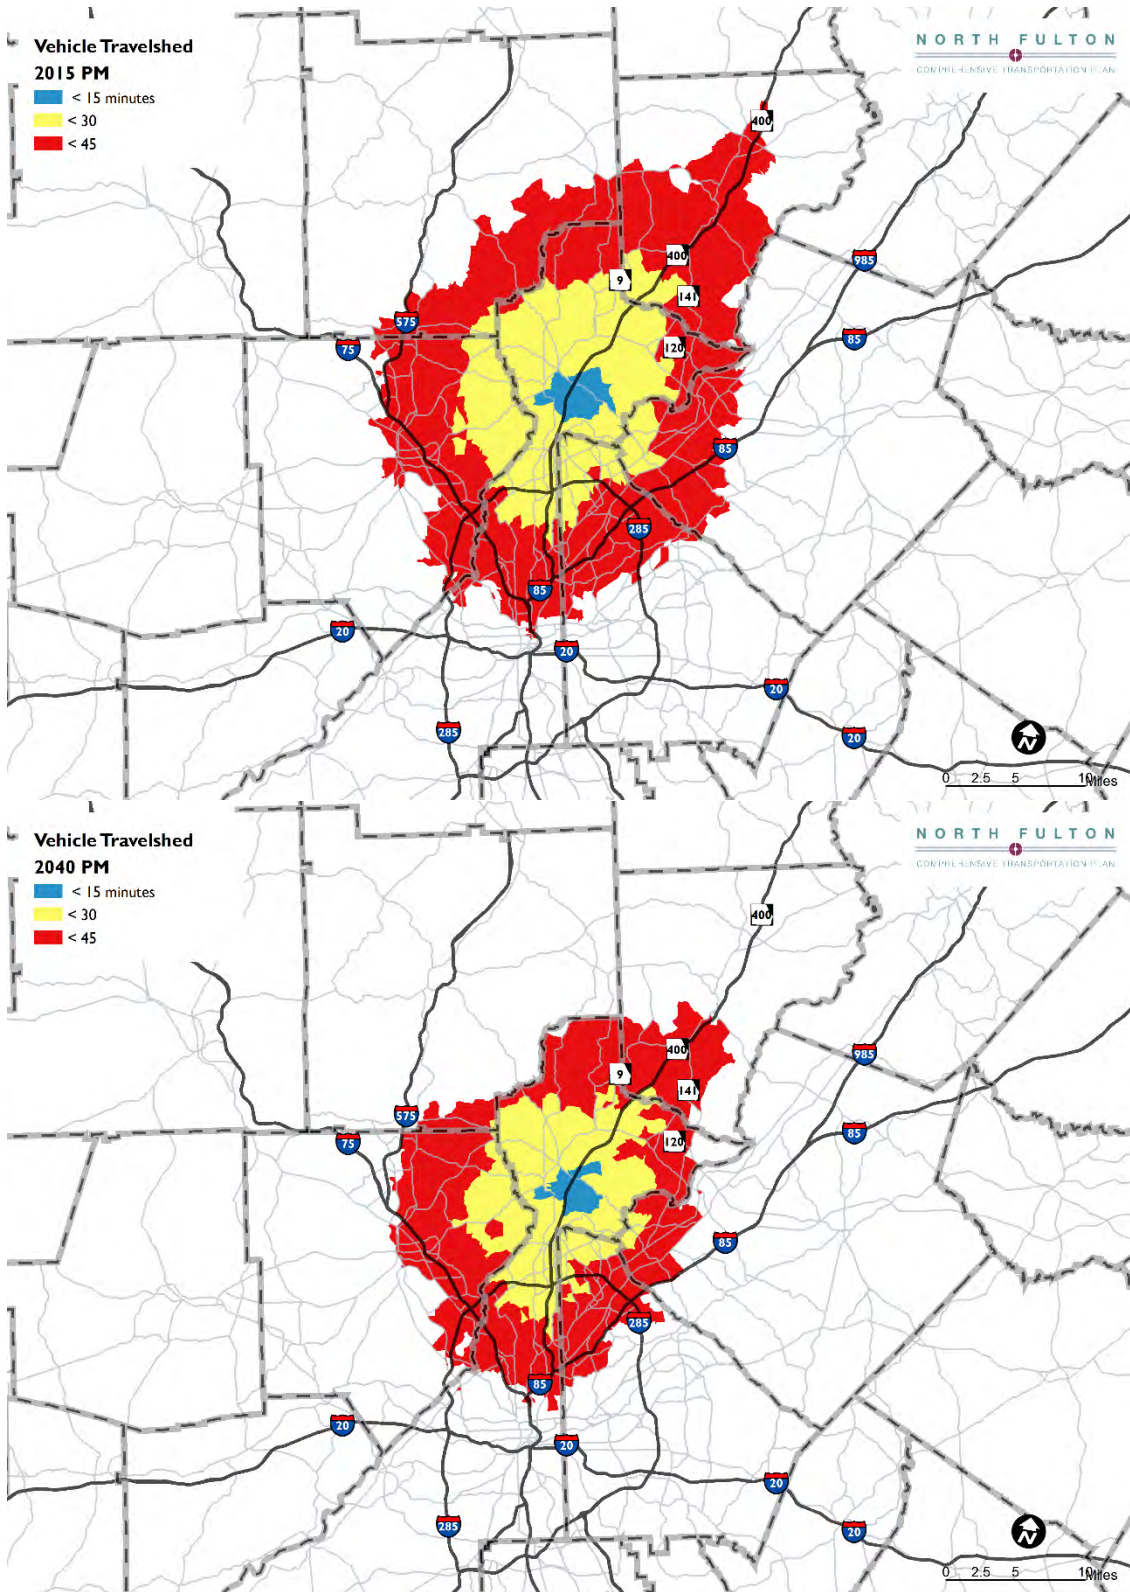 Vehicle Travelshed
2015 PM
< 15 minutes
< 30
< 45
NORTH FULTON
COMPREHENSIVE TRANSPORTATION PLAN
400
400
985
9
141
575
85
75
120
85
285
85
20
20
20
285
20
N
0 2.5 5 10
Miles
Vehicle Travelshed
2040 PM
< 15 minutes
< 30
< 45
NORTH FULTON
COMPREHENSIVE TRANSPORTATION PLAN
400
400
985
9
141
575
85
75
120
85
285
85
20
20
20
285
20
N
0 2.5 5 10
Miles